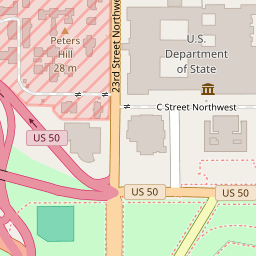 Peters
Hill
28 m
23rd Street Northwest
U.S.
Department
of State
C Street Northwest
US 50
US 50
US 50